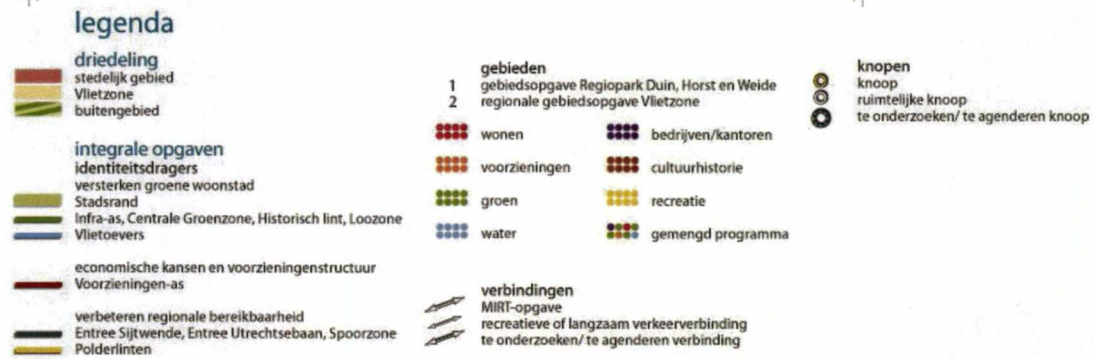 legenda
driedeling
stedelijk gebied
Vlietzone
buitengebied
integrale opgaven
identiteitsdragers
versterken groene woonstad
Stadsrand
Infra-as, Centrale Groenzone, Historisch lint, Loozone
Vlietoevers
economische kansen en voorzieningenstructuur
Voorzieningen-as
verbeteren regionale bereikbaarheid
Entree Sijtwende, Entree Utrechtsebaan, Spoorzone
Polderlinten
gebieden
1 gebiedsopgave Regiopark Duin, Horst en Weide
2 regionale gebiedsopgave Vlietzone
wonen
voorzieningen
groen
water
bedrijven/kantoren
cultuurhistorie
recreatie
gemengd programma
verbindingen
MIRT-opgave
recreatieve of langzaam verkeerverbinding
te onderzoeken/ te agenderen verbinding
knopen
knoop
ruimtelijke knoop
te onderzoeken/ te agenderen knoop